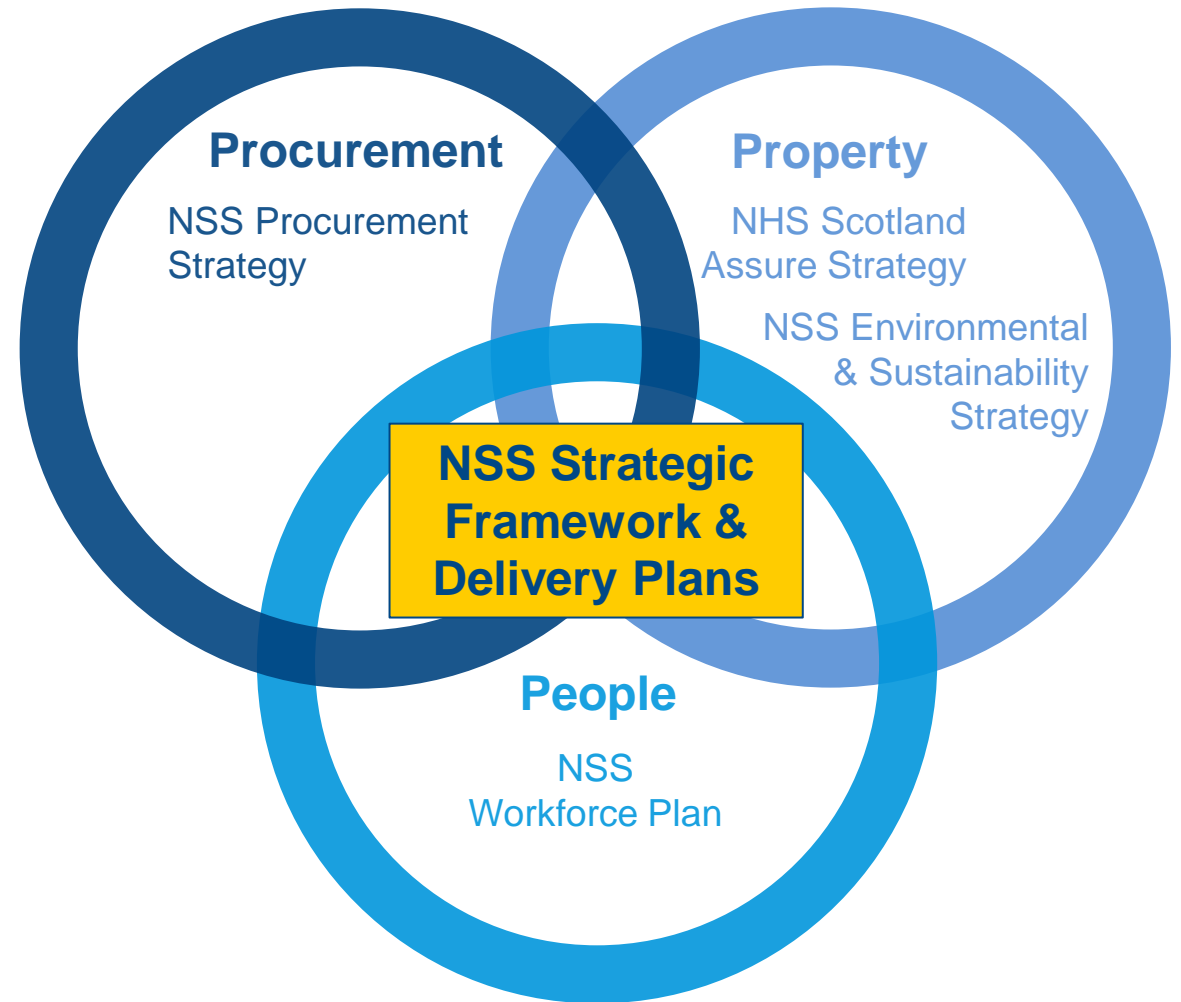 Procurement
NSS Procurement
Strategy
Property
NHS Scotland
Assure Strategy
NSS Environmental
& Sustainability
Strategy
NSS Strategic
Framework &
Delivery Plans
People
NSS
Workforce Plan